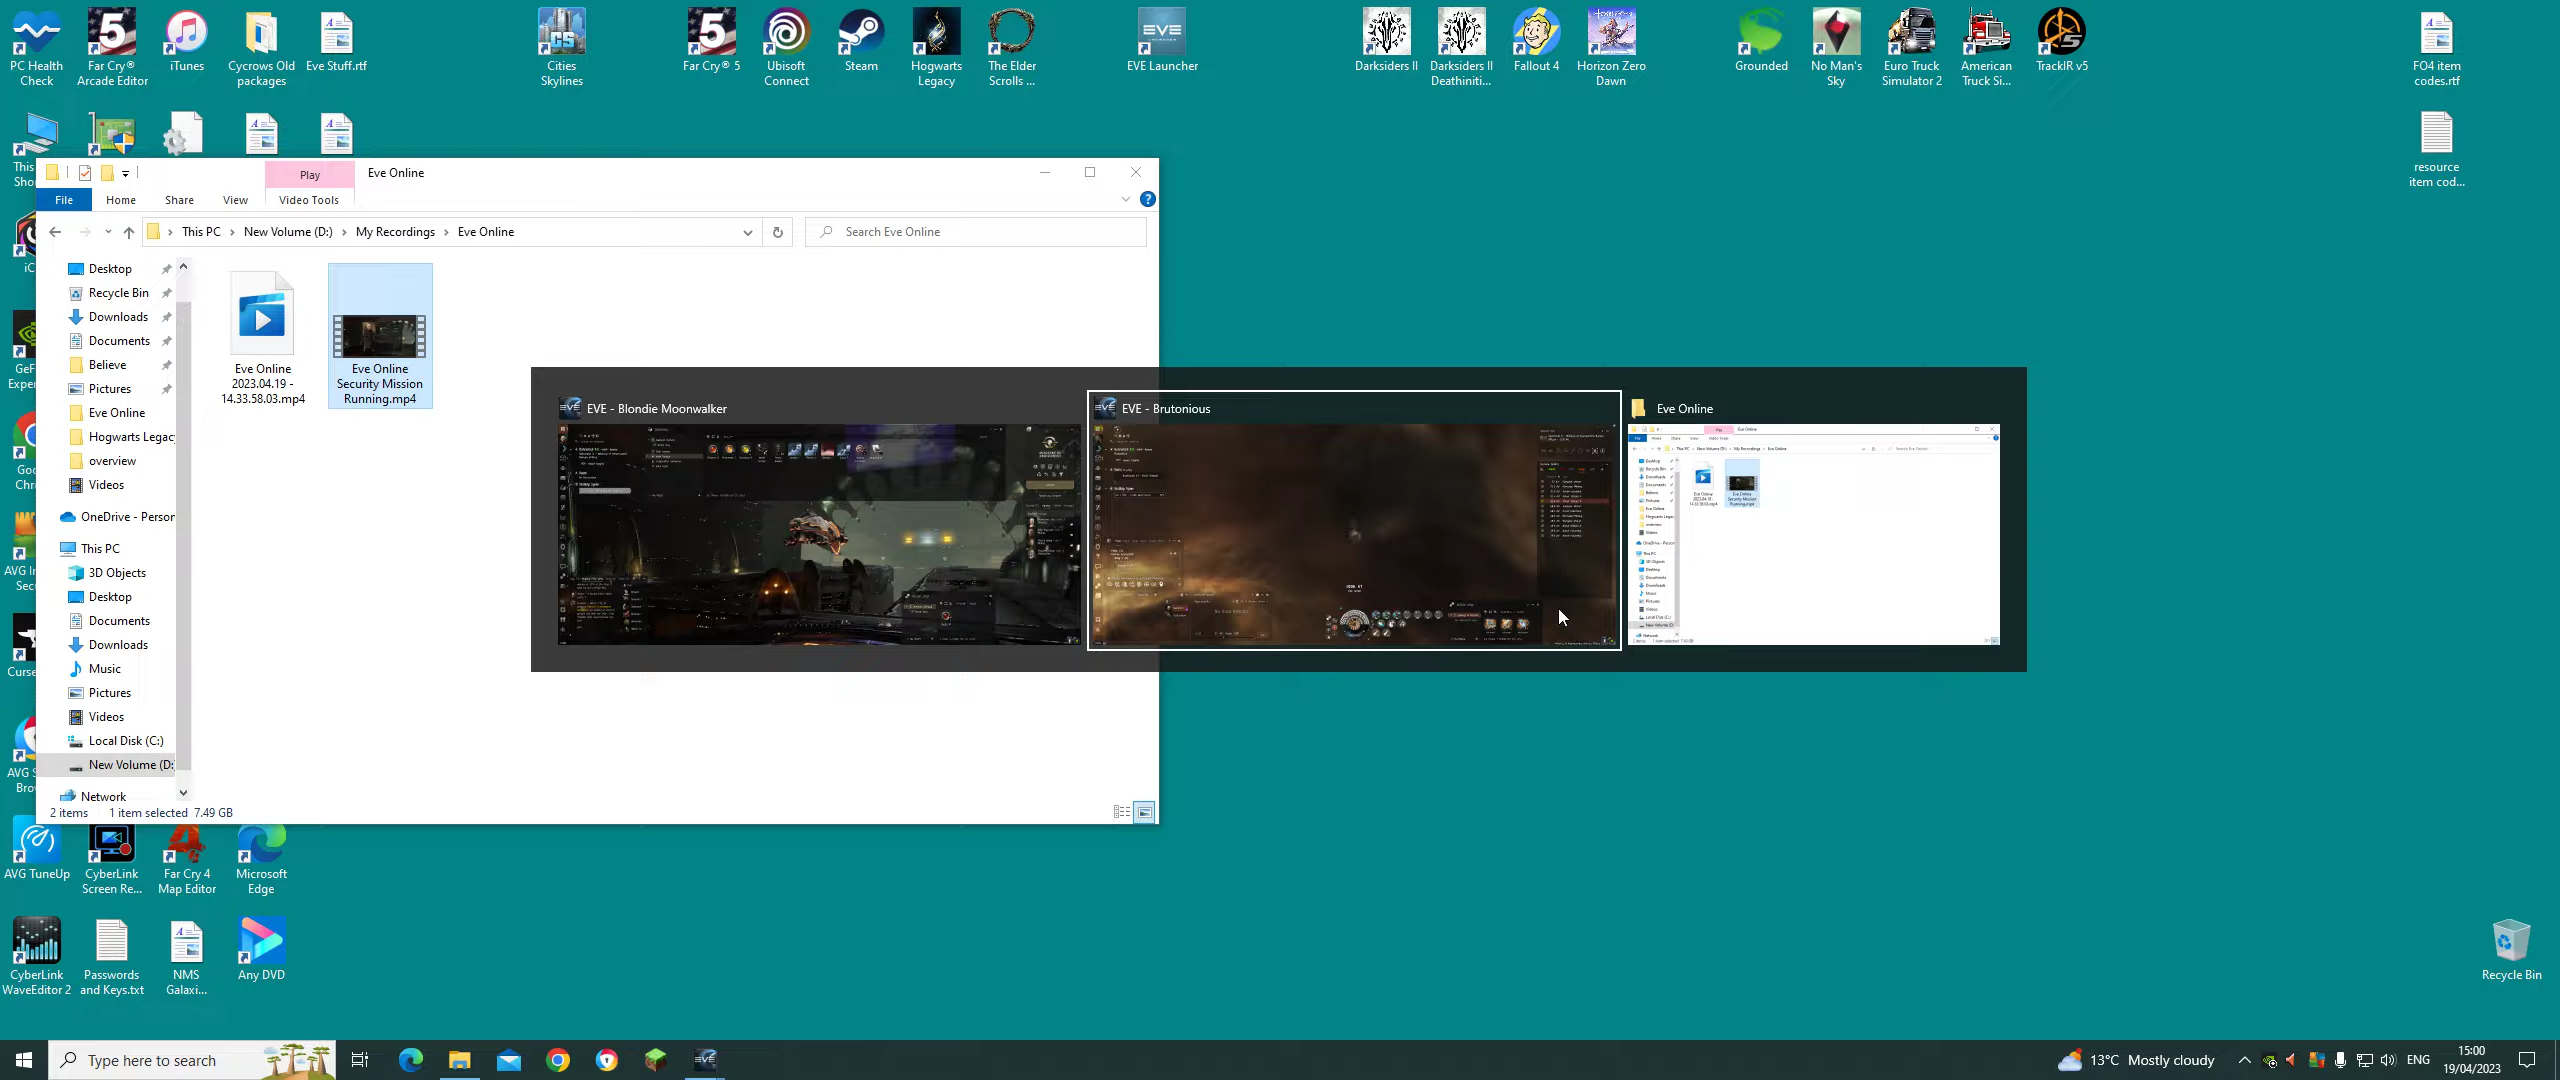 PC Health
Check
Far Cry®
Arcade Editor
iTunes
Cycrows Old
packages
Eve Stuff.rtf
Cities
Skylines
Far Cry® 5
Ubisoft
Connect
Steam
Hogwarts
Legacy
The Elder
Scrolls ...
EVE Launcher
Darksiders II
Darksiders II
Deathiniti...
Fallout 4
Horizon Zero
Dawn
Grounded
No Man's
Sky
Euro Truck
Simulator 2
American
Truck Si...
TrackIR v5
FO4 item
codes.rtf
resource
item cod...
Play
Eve Online
File
Home
Share
View
Video Tools
This PC
New Volume (D:)
My Recordings
Eve Online
Search Eve Online
Desktop
Recycle Bin
Downloads
Documents
Believe
Pictures
Eve Online
Hogwarts Legac
overview
Videos
OneDrive - Person
This PC
3D Objects
Desktop
Documents
Downloads
Music
Pictures
Videos
Local Disk (C:)
New Volume (D:
Network
Eve Online
2023.04.19 -
14.33.58.03.mp4
Eve Online
Security Mission
Running.mp4
2 items
1 item selected 7.49 GB
EVE - Blondie Moonwalker
EVE - Brutonious
Eve Online
AVG TuneUp
CyberLink
Screen Re...
Far Cry 4
Map Editor
Microsoft
Edge
CyberLink
WaveEditor 2
Passwords
and Keys.txt
NMS
Galaxi...
Any DVD
Recycle Bin
Type here to search
13°C Mostly cloudy
ENG
15:00
19/04/2023